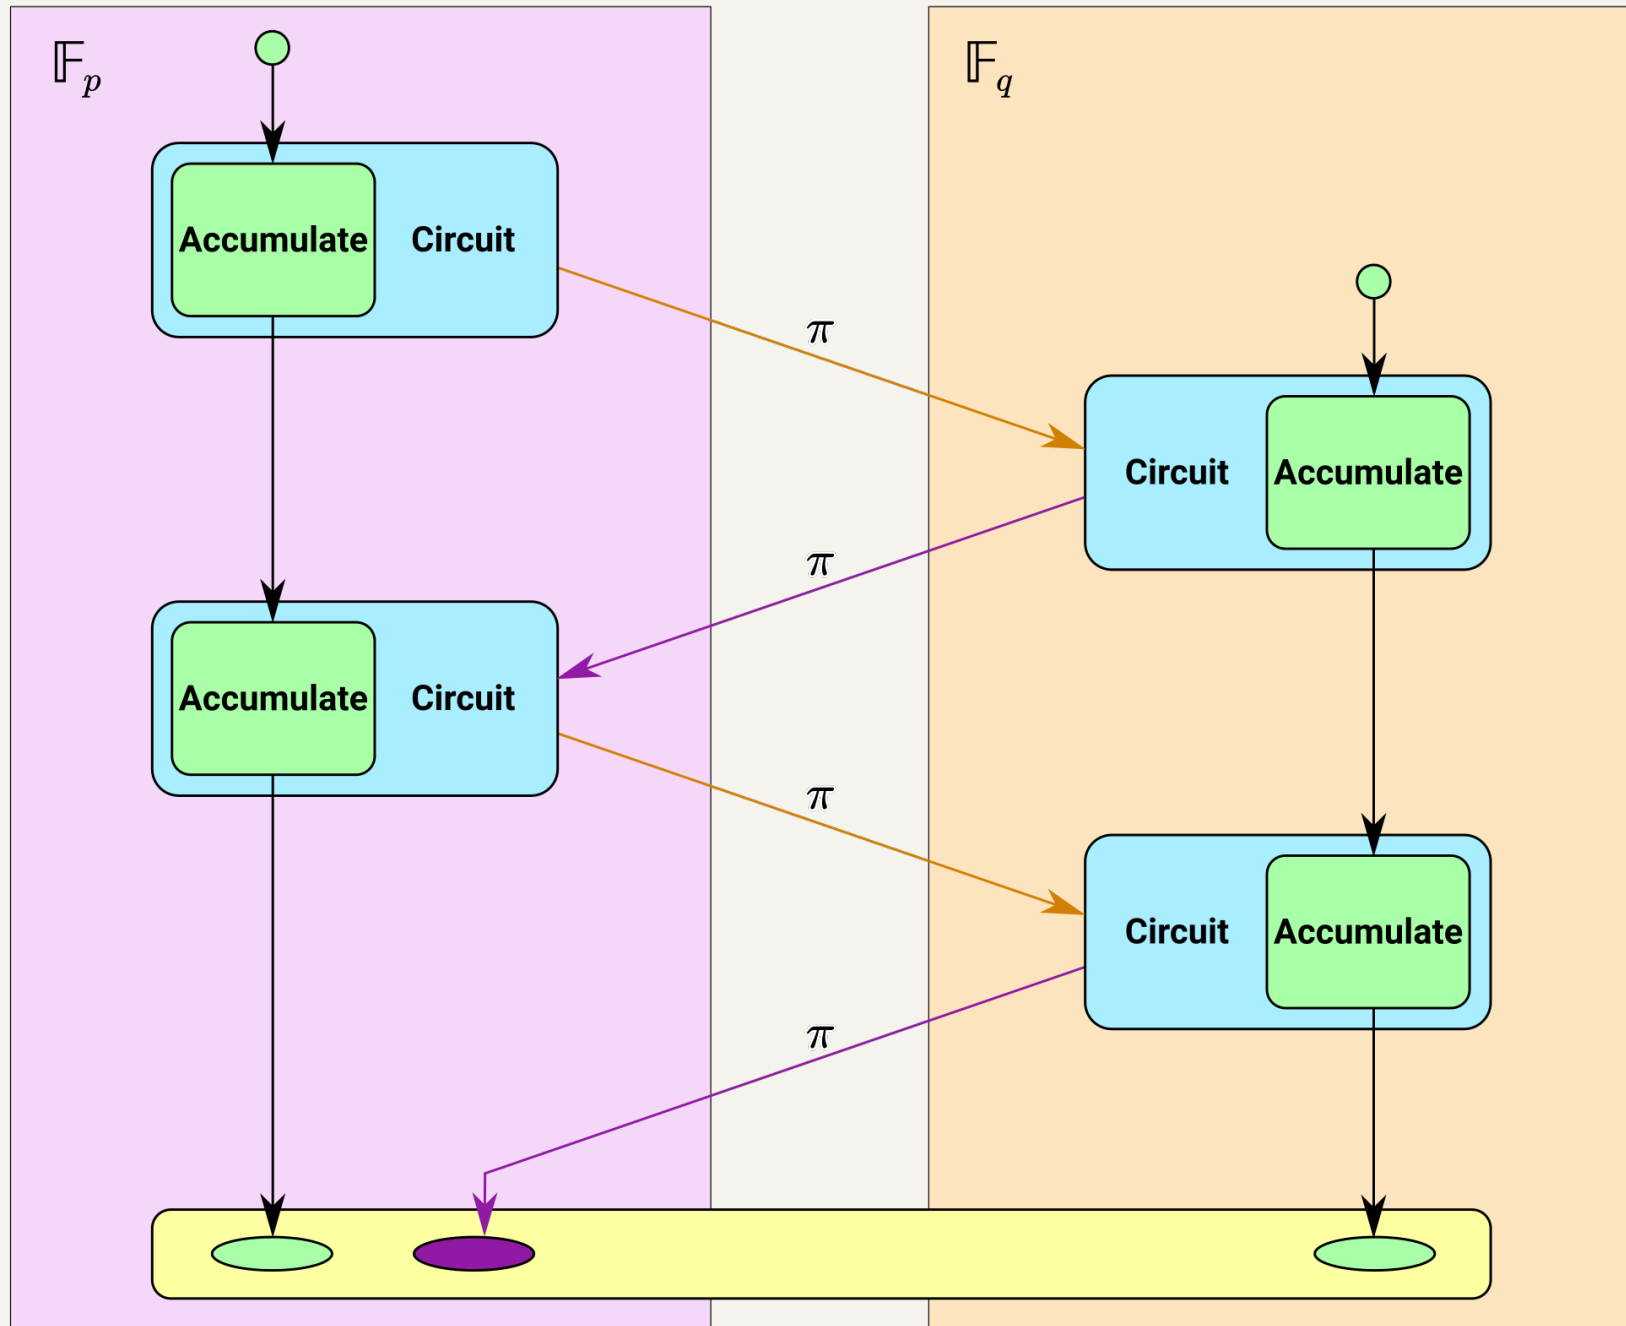 𝔽p
𝔽q
Accumulate Circuit
π
Circuit Accumulate
π
Accumulate Circuit
π
Circuit Accumulate
π